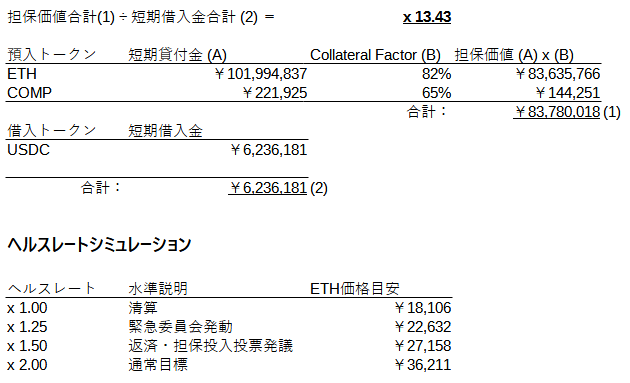 担保価値合計(1) ÷ 短期借入金合計 (2) ＝ x 13.43
預入トークン 短期貸付金 (A) Collateral Factor (B) 担保価値 (A) x (B)
ETH ￥101,994,837 82% ￥83,635,766
COMP ￥221,925 65% ￥144,251
合計： ￥83,780,018 (1)
借入トークン 短期借入金
USDC ￥6,236,181
合計： ￥6,236,181 (2)
ヘルスレートシミュレーション
ヘルスレート 水準説明 ETH価格目安
x 1.00 清算 ￥18,106
x 1.25 緊急委員会発動 ￥22,632
x 1.50 返済・担保投入投票発議 ￥27,158
x 2.00 通常目標 ￥36,211